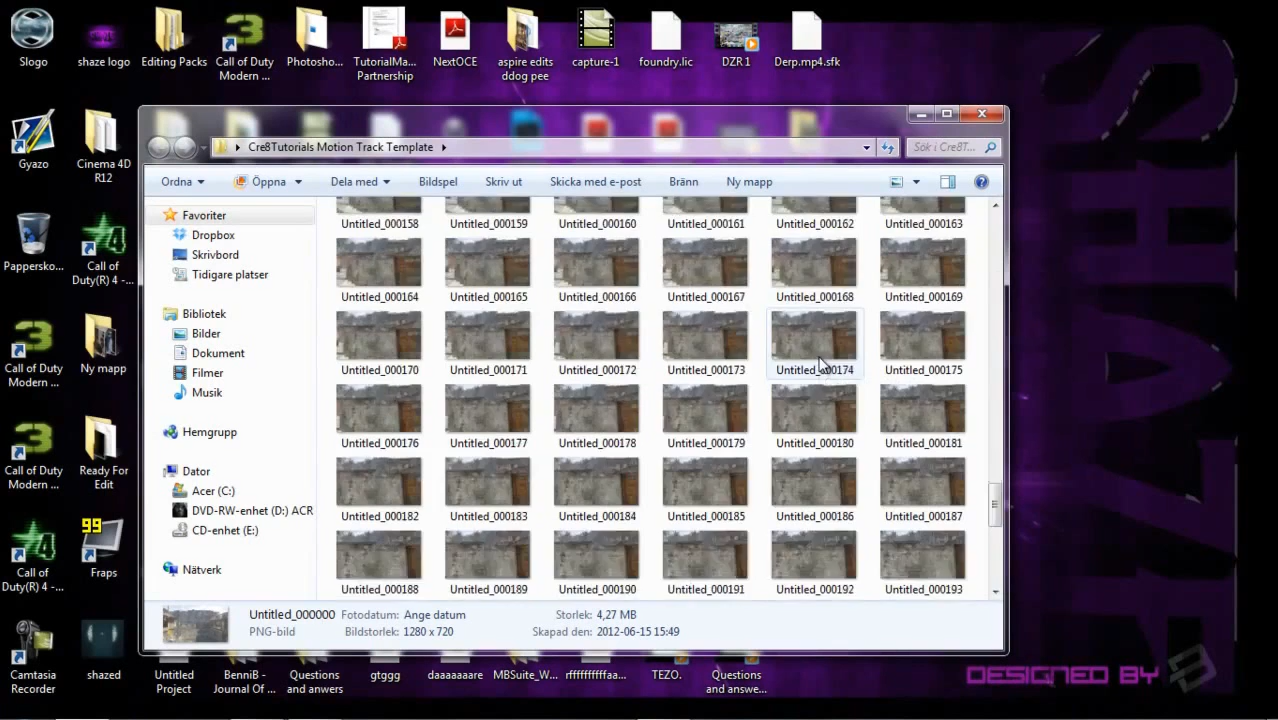 Slogo
shaze logo
Editing Packs
Call of Duty
Modern ...
Photosho...
TutorialMa...
Partnership
NextOCE
aspire edits
ddog pee
capture-1
foundry.lic
DZR 1
Derp.mp4.sfk
Gyazo
Cinema 4D
R12
Pappersko...
Call of
Duty(R) 4 -...
Call of Duty
Modern ...
Ny mapp
Call of Duty
Modern ...
Ready For
Edit
99
Call of
Duty(R) 4 -...
Fraps
Camtasia
Recorder
shazed
Untitled
Project
BenniB -
Journal Of ...
Questions
and anwers
gtggg
daaaaaare
MBSuite_W...
rfffffffffffaa...
TEZO.
Questions
and answe...
Cre8Tutorials Motion Track Template
Sök i Cre8T...
Ordna
Öppna
Dela med
Bildspel
Skriv ut
Skicka med e-post
Bränn
Ny mapp
Favoriter
Dropbox
Skrivbord
Tidigare platser
Bibliotek
Bilder
Dokument
Filmer
Musik
Hemgrupp
Dator
Acer (C:)
DVD-RW-enhet (D:) ACR
CD-enhet (E:)
Nätverk
Untitled_000158 Untitled_000159 Untitled_000160 Untitled_000161 Untitled_000162 Untitled_000163
Untitled_000164 Untitled_000165 Untitled_000166 Untitled_000167 Untitled_000168 Untitled_000169
Untitled_000170 Untitled_000171 Untitled_000172 Untitled_000173 Untitled_000174 Untitled_000175
Untitled_000176 Untitled_000177 Untitled_000178 Untitled_000179 Untitled_000180 Untitled_000181
Untitled_000182 Untitled_000183 Untitled_000184 Untitled_000185 Untitled_000186 Untitled_000187
Untitled_000188 Untitled_000189 Untitled_000190 Untitled_000191 Untitled_000192 Untitled_000193
Untitled_000000 Fotodatum: Ange datum Storlek: 4,27 MB
PNG-bild Bildstorlek: 1280 x 720 Skapad den: 2012-06-15 15:49
DESIGNED BY